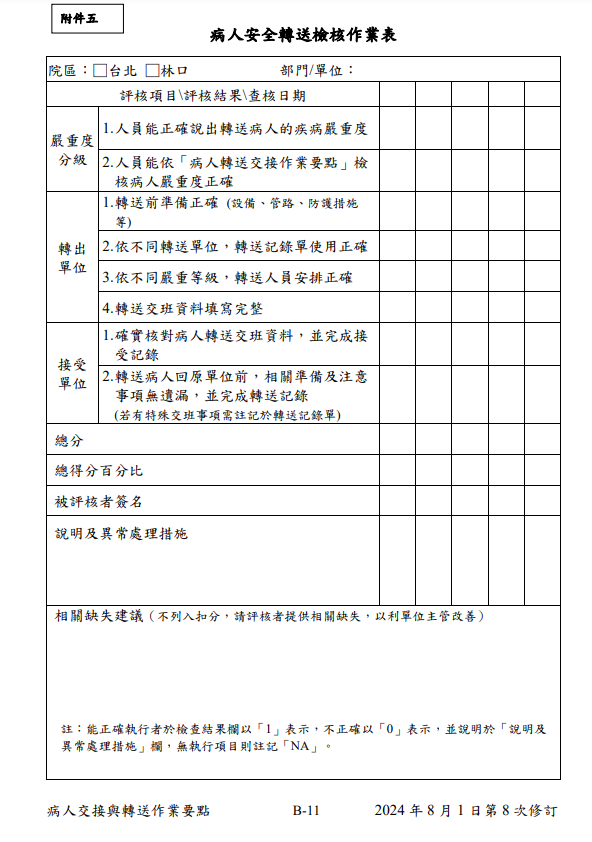 附件五
病人安全轉送檢核作業表
院區：□台北 □林口 部門/單位：
評核項目\評核結果\查核日期
嚴重度
分級
1.人員能正確說出轉送病人的疾病嚴重度
2.人員能依「病人轉送交接作業要點」檢
核病人嚴重度正確
轉出
單位
1.轉送前準備正確 (設備、管路、防護措施
等)
2.依不同轉送單位，轉送記錄單使用正確
3.依不同嚴重等級，轉送人員安排正確
4.轉送交班資料填寫完整
接受
單位
1.確實核對病人轉送交班資料，並完成接
受記錄
2.轉送病人回原單位前，相關準備及注意
事項無遺漏，並完成轉送記錄
(若有特殊交班事項需註記於轉送記錄單)
總分
總得分百分比
被評核者簽名
說明及異常處理措施
相關缺失建議（不列入扣分，請評核者提供相關缺失，以利單位主管改善）
註：能正確執行者於檢查結果欄以「1」表示，不正確以「0」表示，並說明於「說明及
異常處理措施」欄，無執行項目則註記「NA」。
病人交接與轉送作業要點 B-11 2024 年 8 月 1 日第 8 次修訂